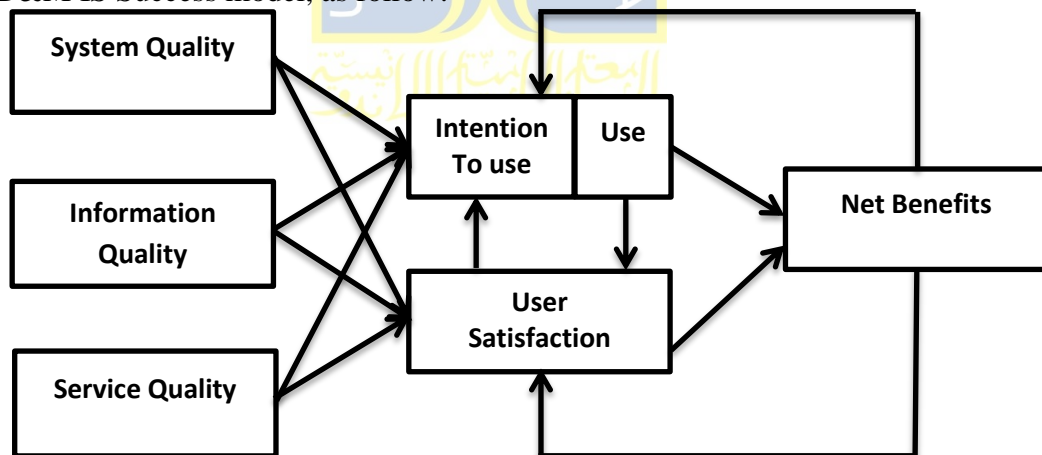 IS Success model, as follow:
System Quality
Intention
To use
Use
Information
Quality
Net Benefits
User
Satisfaction
Service Quality